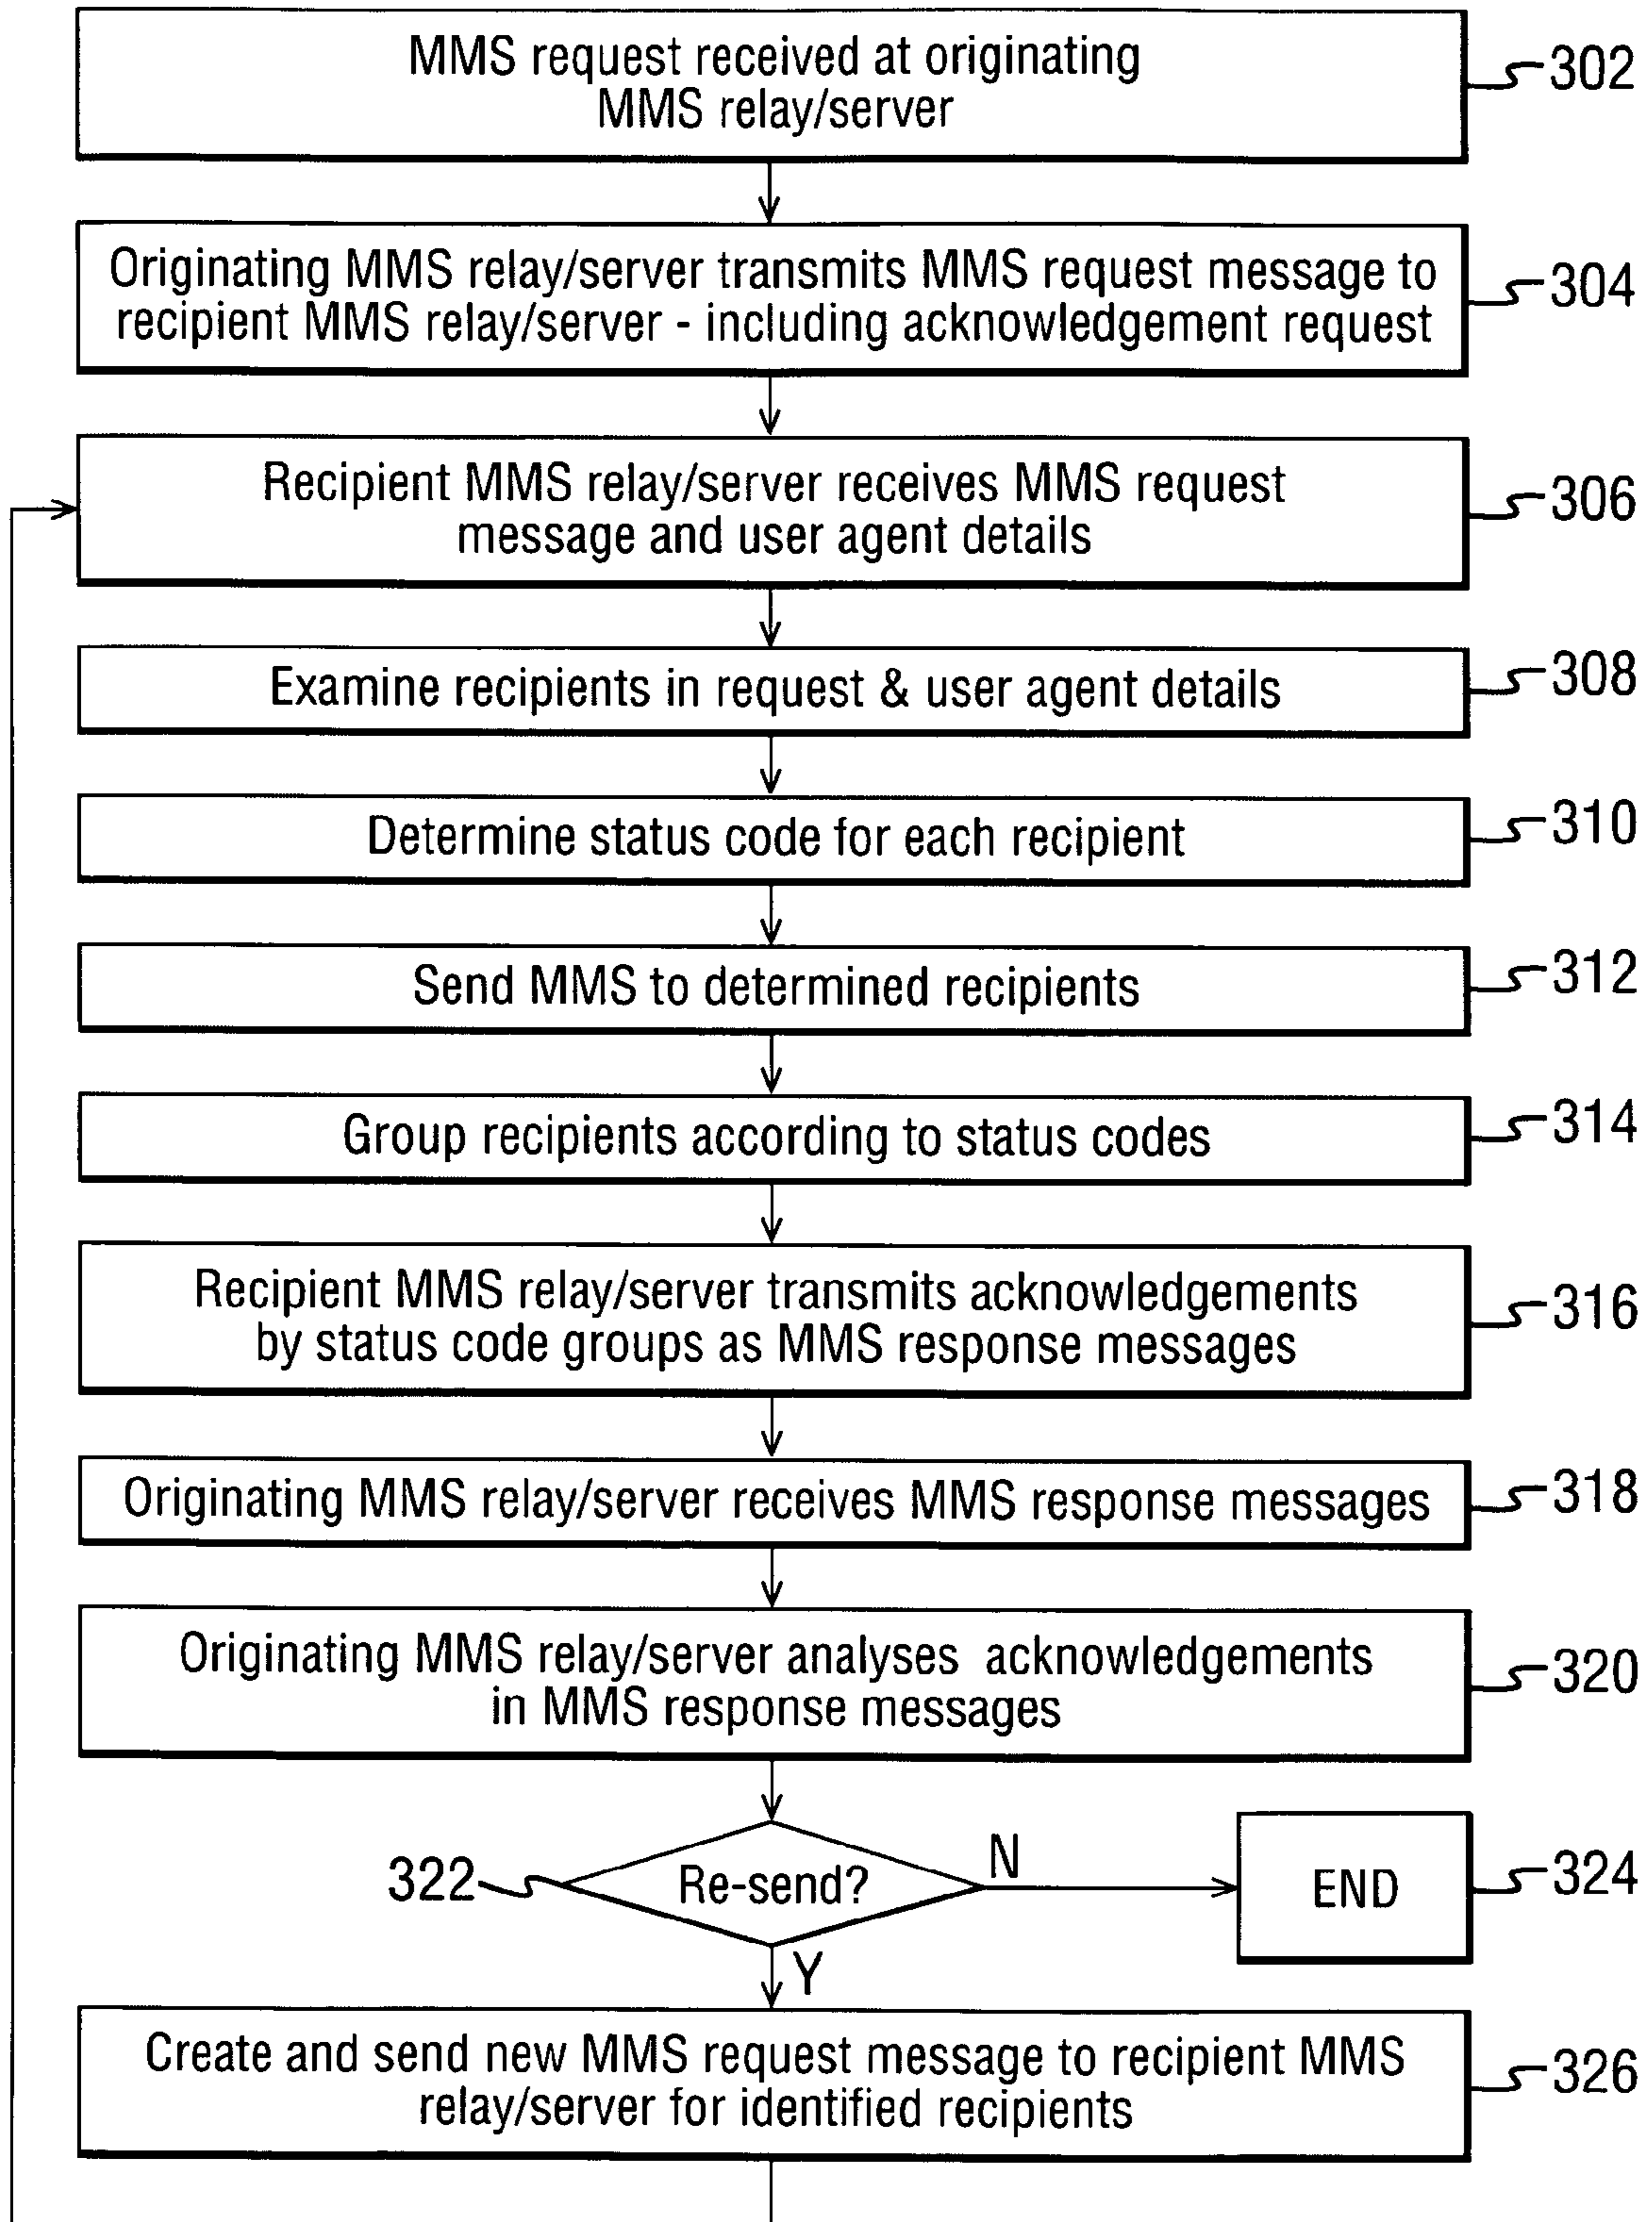 MMS request received at originating
MMS relay/server
302
Originating MMS relay/server transmits MMS request message to
recipient MMS relay/server - including acknowledgement request
304
Recipient MMS relay/server receives MMS request
message and user agent details
306
Examine recipients in request & user agent details
308
Determine status code for each recipient
310
Send MMS to determined recipients
312
Group recipients according to status codes
314
Recipient MMS relay/server transmits acknowledgements
by status code groups as MMS response messages
316
Originating MMS relay/server receives MMS response messages
318
Originating MMS relay/server analyses acknowledgements
in MMS response messages
320
322
Re-send?
N
END
324
Y
Create and send new MMS request message to recipient MMS
relay/server for identified recipients
326